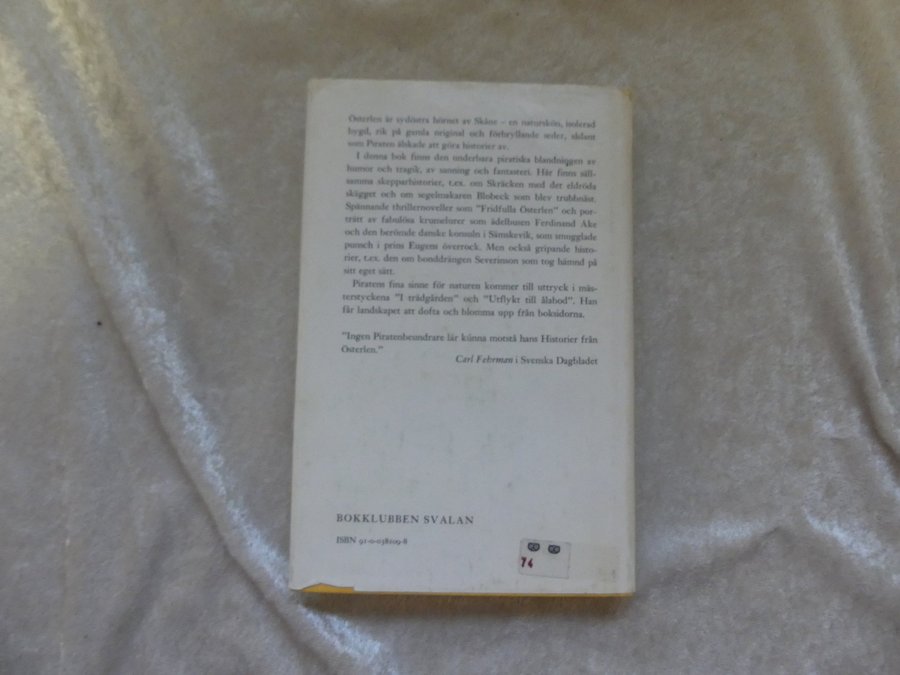 Österlen är sydöstra hörnet av Skåne – en naturskön, isolerad
bygd, rik på gamla original och förbryllande seder, sådant
som Piraten älskade att göra historier av.
I denna bok finns den underbara piratiska blandningen av
humor och tragik, av sanning och fantasteri. Här finns säll-
samma skepparhistorier, t.ex. om Skräcken med det eldröda
skägget och om segelmakaren Blobeck som blev trubbnäst.
Spännande thrillernoveller som "Fridfulla Österlen" och por-
trätt av fabulösa krumelurer som ädelbusen Ferdinand Åke
och den berömde danske konsuln i Sämskevik, som smugglade
punsch i prins Eugens överrock. Men också gripande histo-
rier, t.ex. den om bonddrängen Severinson som tog hämnd på
sitt eget sätt.
Piratens fina sinne för naturen kommer till uttryck i mäs-
terstyckena "I trädgården" och "Utflykt till ålabod". Han
får landskapet att dofta och blomma upp från boksidorna.
"Ingen Piratenbeundrare lär kunna motstå hans Historier från
Österlen."
Carl Fehrman i Svenska Dagbladet
BOKKLUBBEN SVALAN
ISBN 91-0-038209-8
74